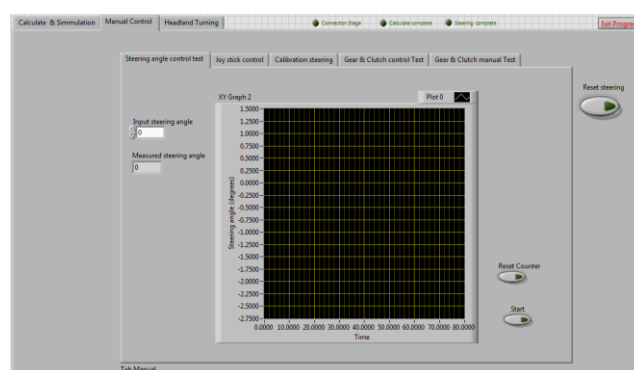 Calculate & Simmulation
Manual Control
Headland Turning
Connection Stage
Calculate complete
Steering complete
Exit Progre
Steering angle control test
Joy stick control
Calibration steering
Gear & Clutch control Test
Gear & Clutch manual Test
Reset steering
XY Graph 2
Plot 0
Input steering angle
0
Measured steering angle
0
Steering angle (degrees)
1.5000
1.2500
1.0000
0.7500
0.5000
0.2500
0.0000
-0.2500
-0.5000
-0.7500
-1.0000
-1.2500
-1.5000
-1.7500
-2.0000
-2.2500
-2.5000
-2.7500
0.0000 10.0000 20.0000 30.0000 40.0000 50.0000 60.0000 70.0000 80.0000
Time
Reset Counter
Start
Tab Manual